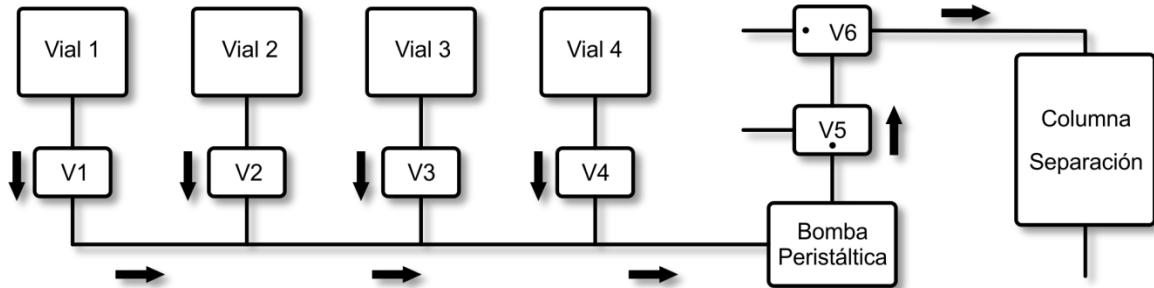 Vial 1
Vial 2
Vial 3
Vial 4
V6
V5
V1
V2
V3
V4
Columna
Separación
Bomba
Peristáltica